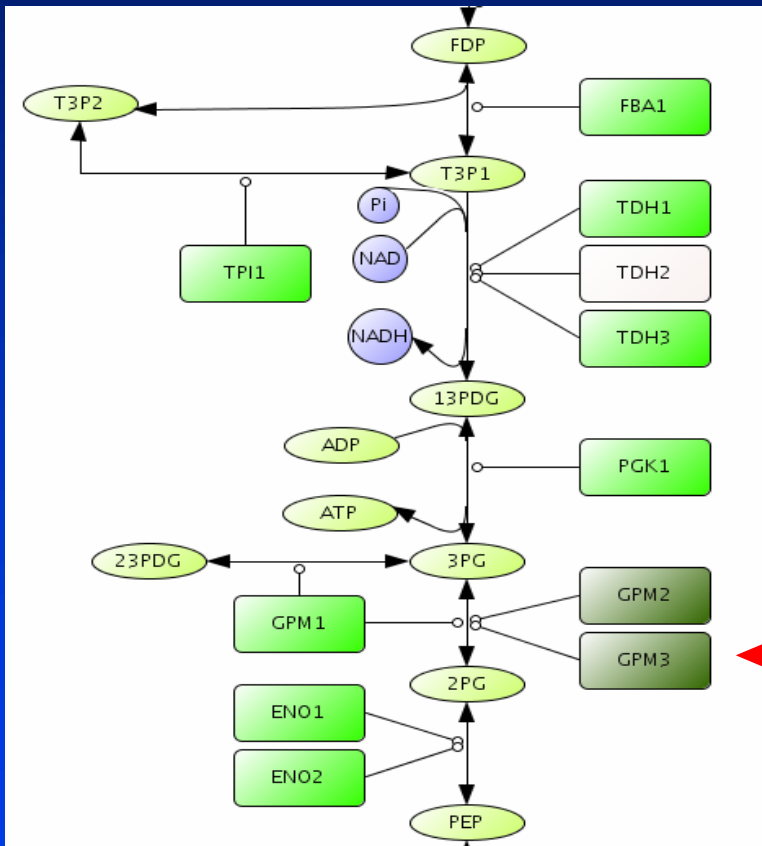 FDP
T3P2
FBA1
T3P1
Pi
TDH1
NAD
TPI1
TDH2
NADH
TDH3
13PDG
ADP
PGK1
ATP
23PDG
3PG
GPM2
GPM1
GPM3
2PG
ENO1
ENO2
PEP